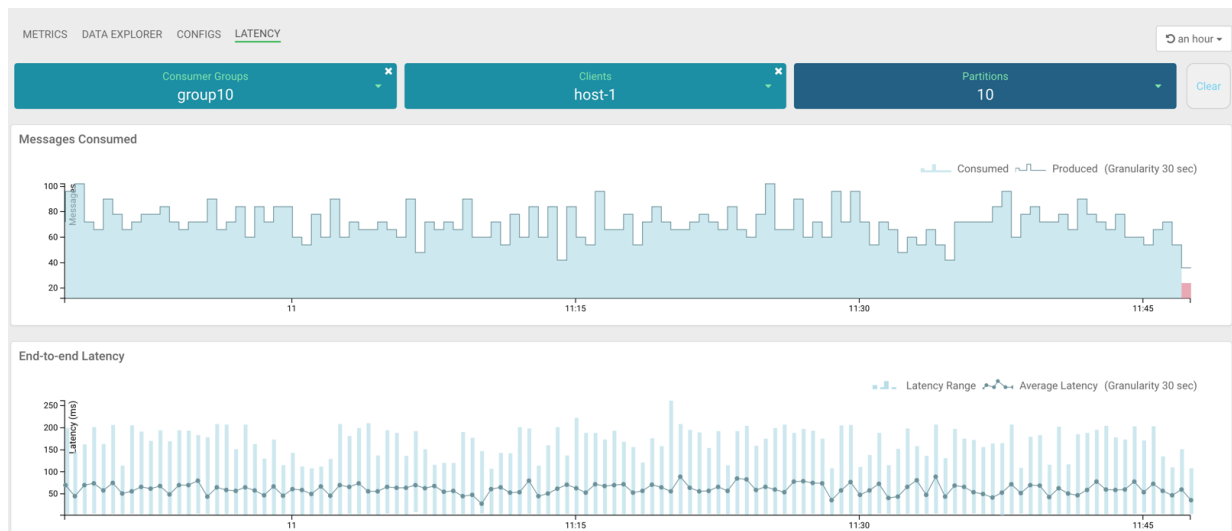 METRICS DATA EXPLORER CONFIGS LATENCY
an hour
Consumer Groups
group10
Clients
host-1
Partitions
10
Clear
Messages Consumed
Consumed Produced (Granularity 30 sec)
Messages
100
80
60
40
20
11 11:15 11:30 11:45
End-to-end Latency
Latency Range Average Latency (Granularity 30 sec)
Latency (ms)
250
200
150
100
50
11 11:15 11:30 11:45